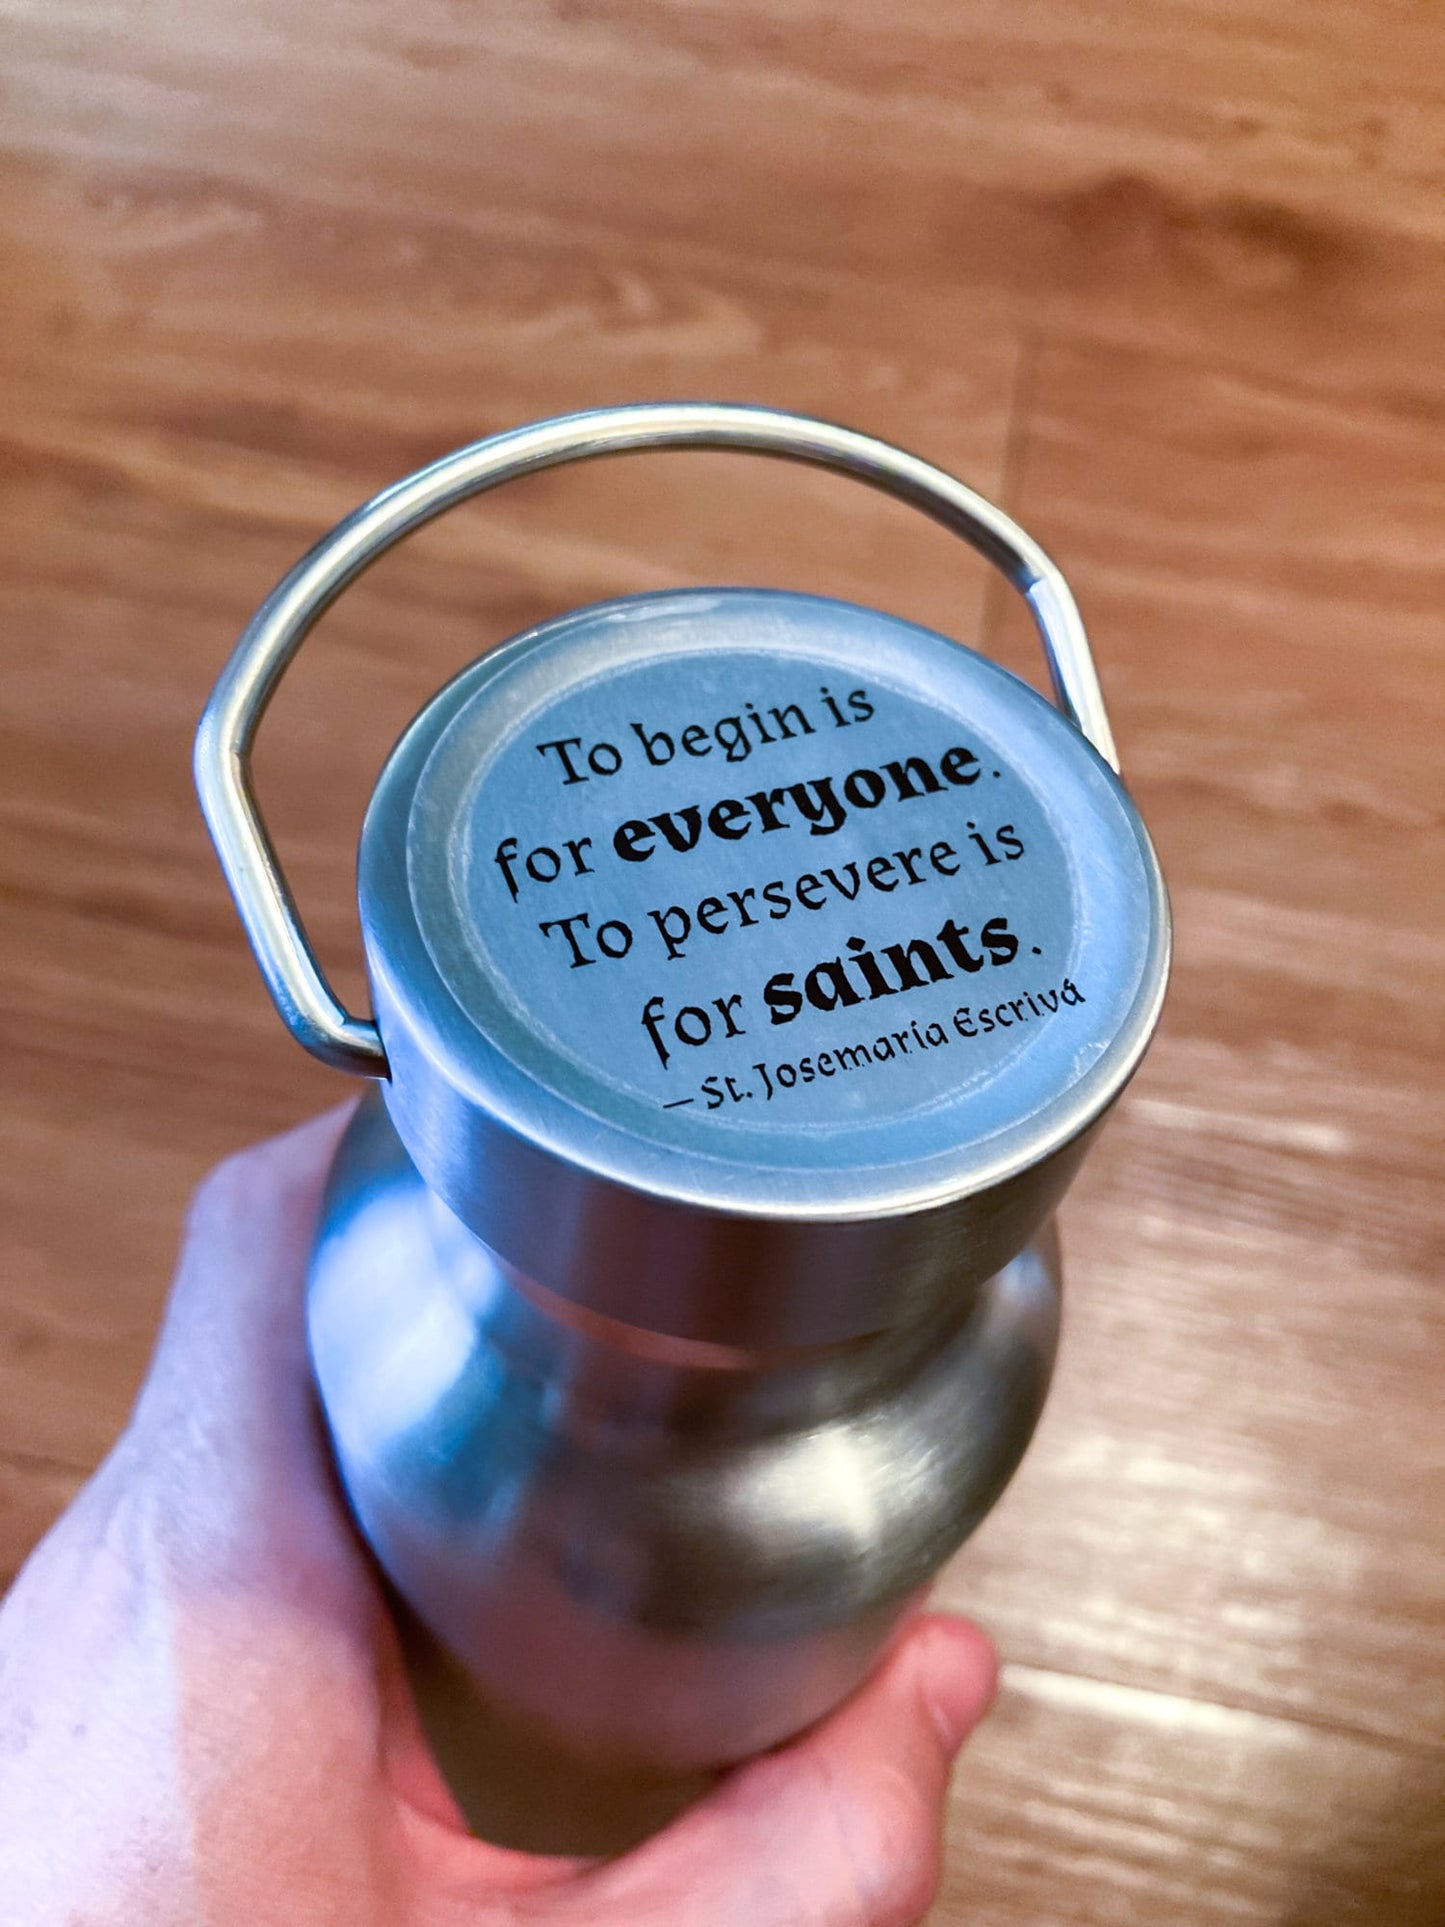 To begin is
for everyone.
To persevere is
for saints.
— St. Josemaría Escrivá